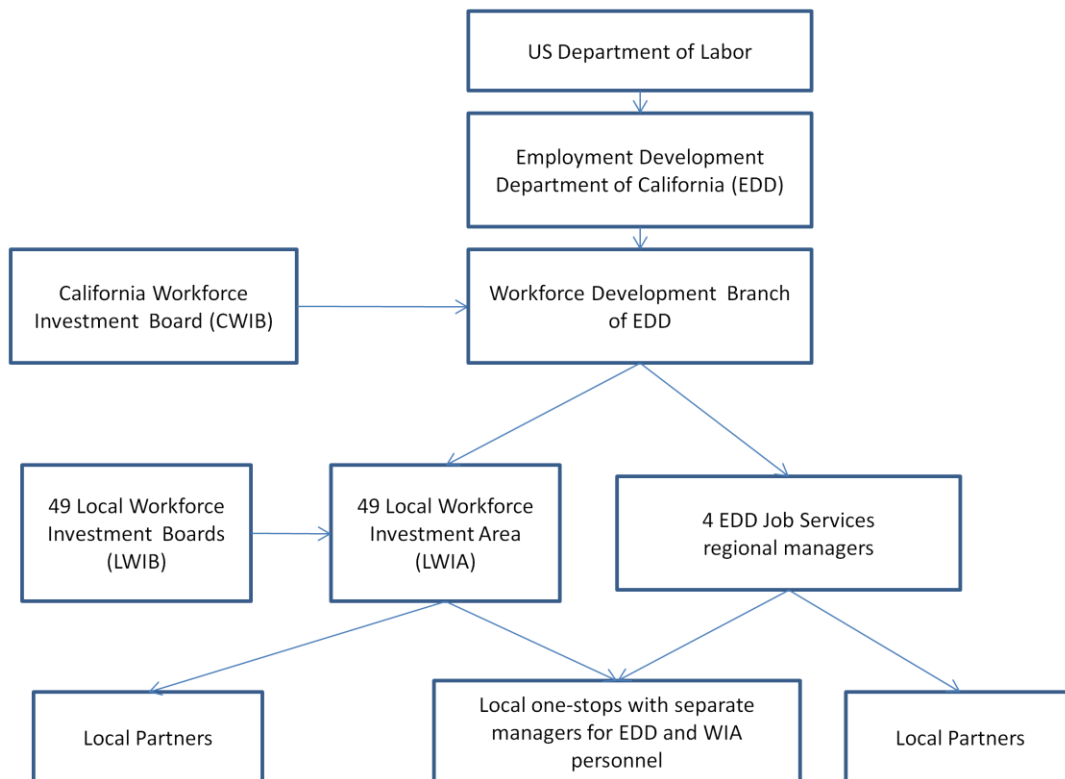 US Department of Labor
Employment Development
Department of California (EDD)
California Workforce
Investment Board (CWIB)
Workforce Development Branch
of EDD
49 Local Workforce
Investment Boards
(LWIB)
49 Local Workforce
Investment Area
(LWIA)
4 EDD Job Services
regional managers
Local Partners
Local one-stops with separate
managers for EDD and WIA
personnel
Local Partners